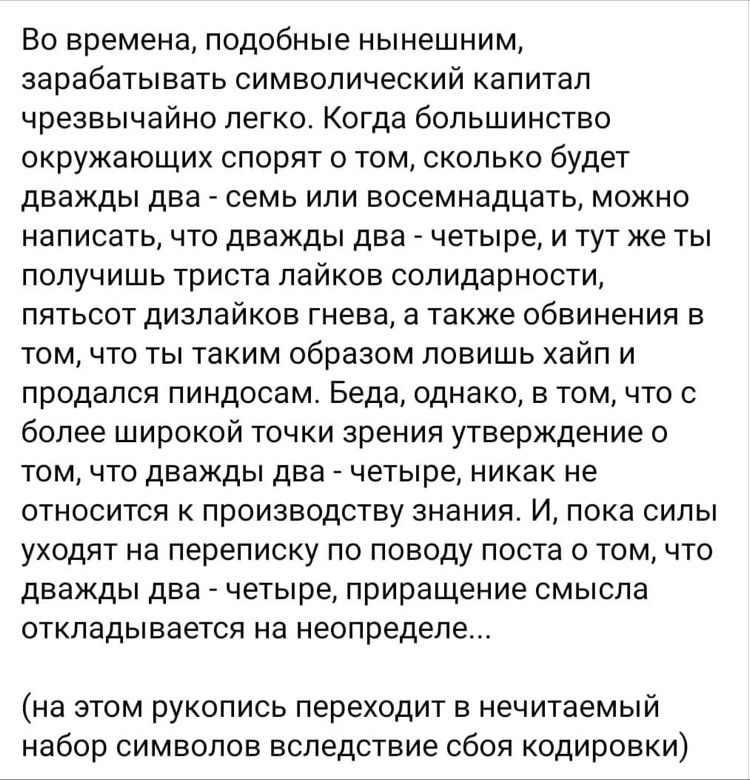 Во времена, подобные нынешним,
зарабатывать символический капитал
чрезвычайно легко. Когда большинство
окружающих спорят о том, сколько будет
дважды два - семь или восемнадцать, можно
написать, что дважды два - четыре, и тут же ты
получишь триста лайков солидарности,
пятьсот дизлайков гнева, а также обвинения в
том, что ты таким образом ловишь хайп и
продался пиндосам. Беда, однако, в том, что с
более широкой точки зрения утверждение о
том, что дважды два - четыре, никак не
относится к производству знания. И, пока силы
уходят на переписку по поводу поста о том, что
дважды два - четыре, приращение смысла
откладывается на неопределе...
(на этом рукопись переходит в нечитаемый
набор символов вследствие сбоя кодировки)